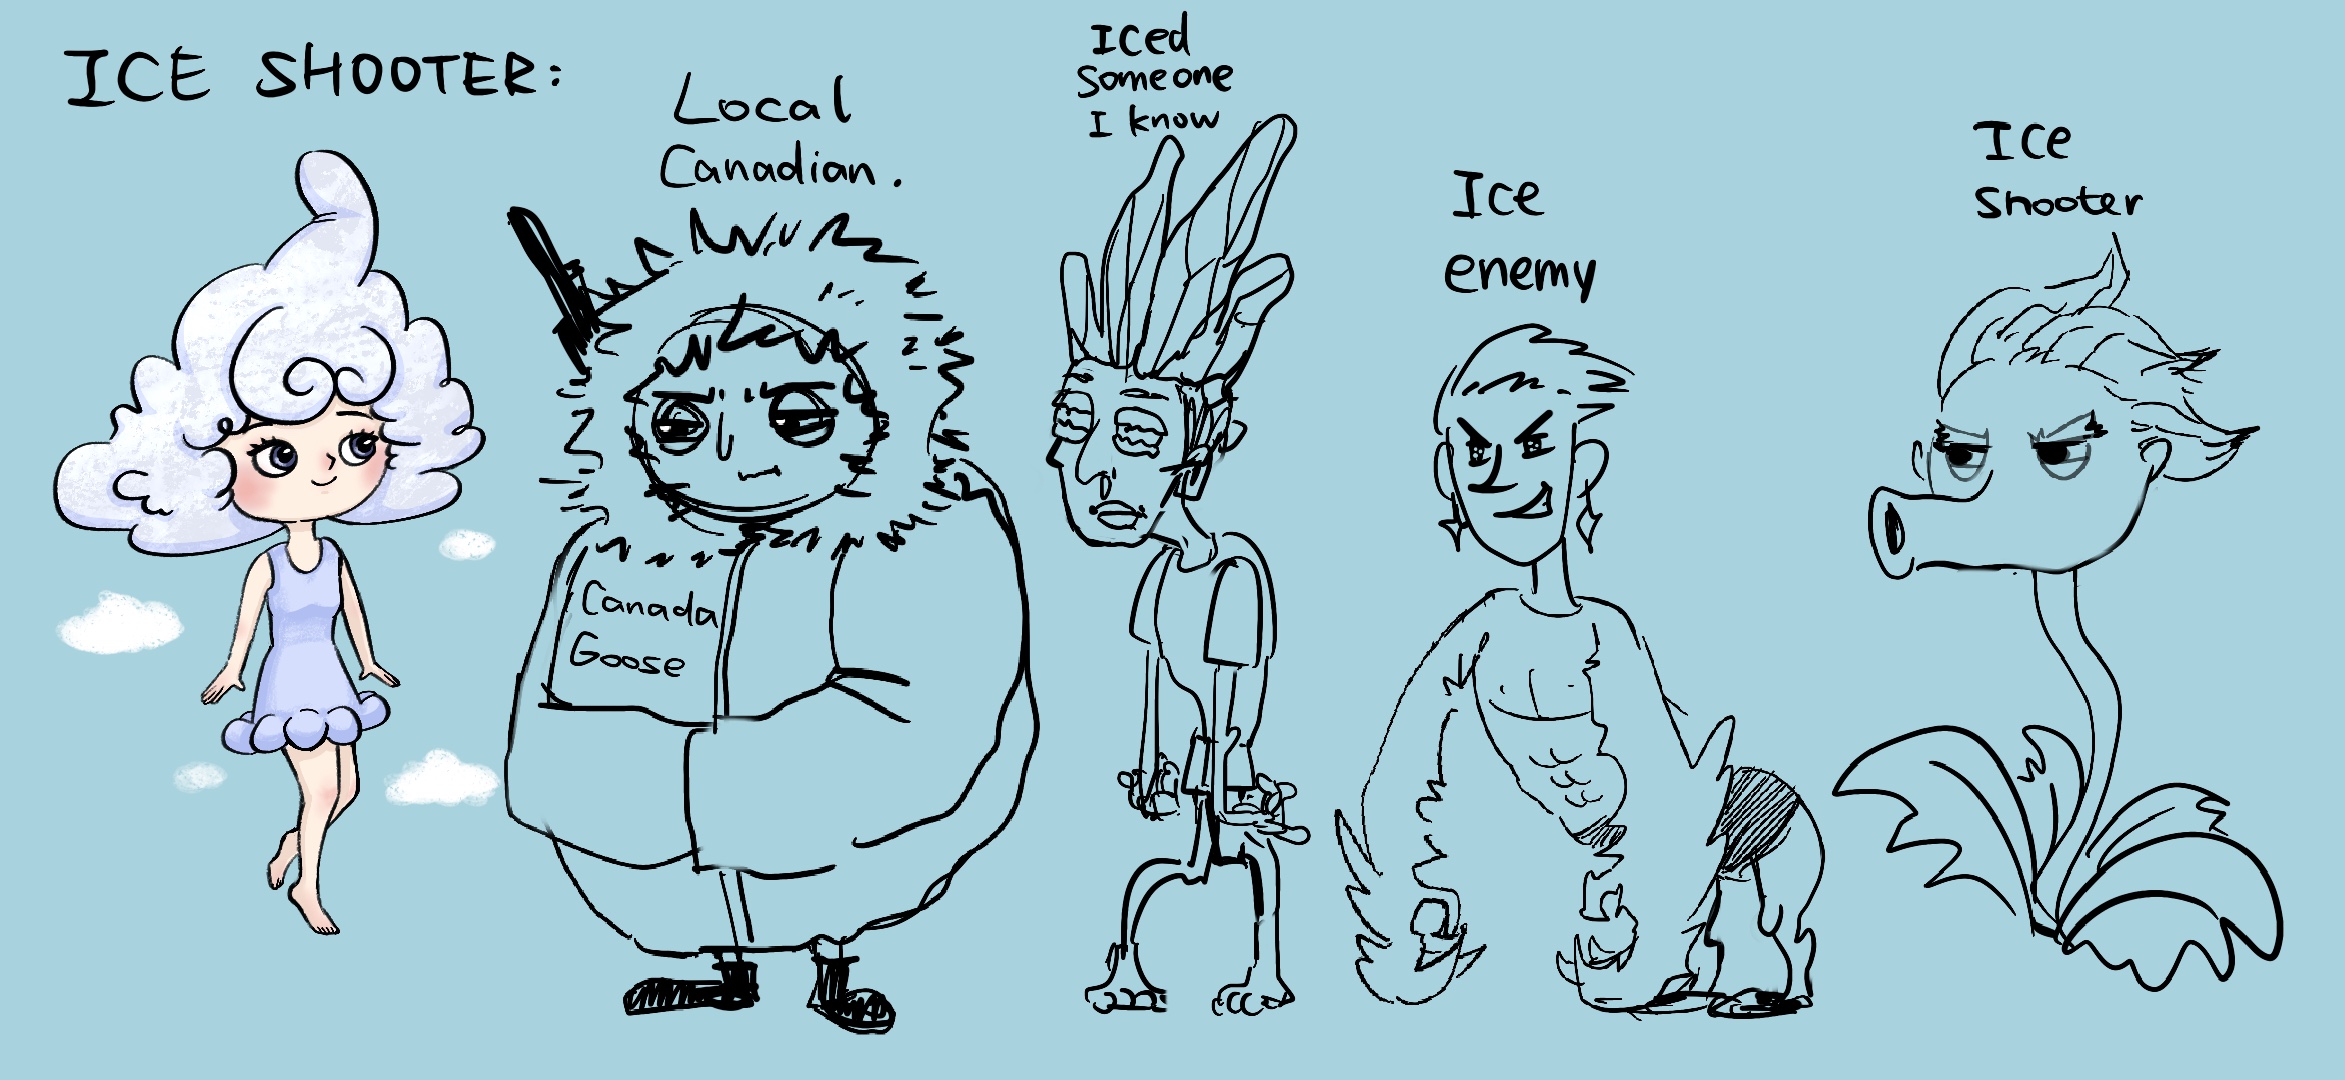 ICE SHOOTER:
Local
Canadian.
Canada
Goose
Iced
Someone
I know
Ice
enemy
Ice
Shooter